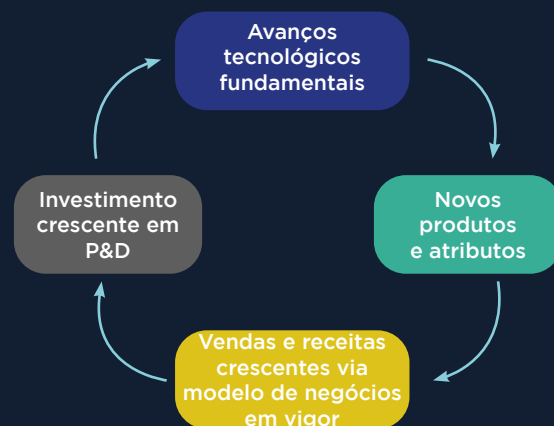 Avanços
tecnológicos
fundamentais
Investimento
crescente em
P&D
Novos
produtos
e atributos
Vendas e receitas
crescentes via
modelo de negócios
em vigor